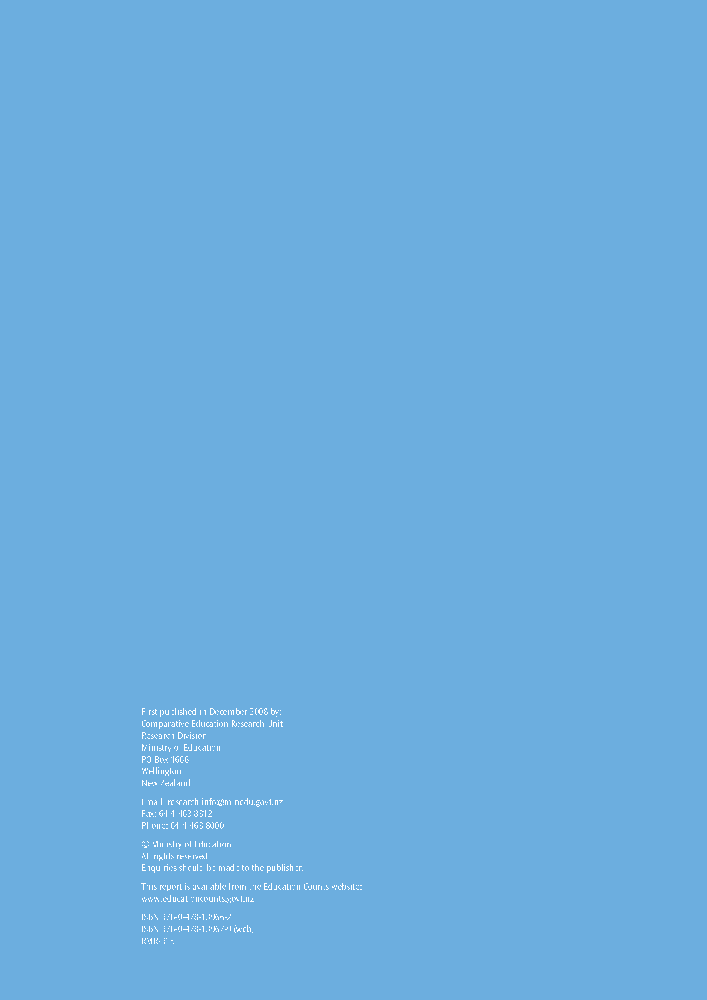 First published in December 2008 by:
Comparative Education Research Unit
Research Division
Ministry of Education
PO Box 1666
Wellington
New Zealand
Email: research.info@minedu.govt.nz
Fax: 64-4-463 8312
Phone: 64-4-463 8000
© Ministry of Education
All rights reserved.
Enquiries should be made to the publisher.
This report is available from the Education Counts website:
www.educationcounts.govt.nz
ISBN 978-0-478-13966-2
ISBN 978-0-478-13967-9 (web)
RMR-915